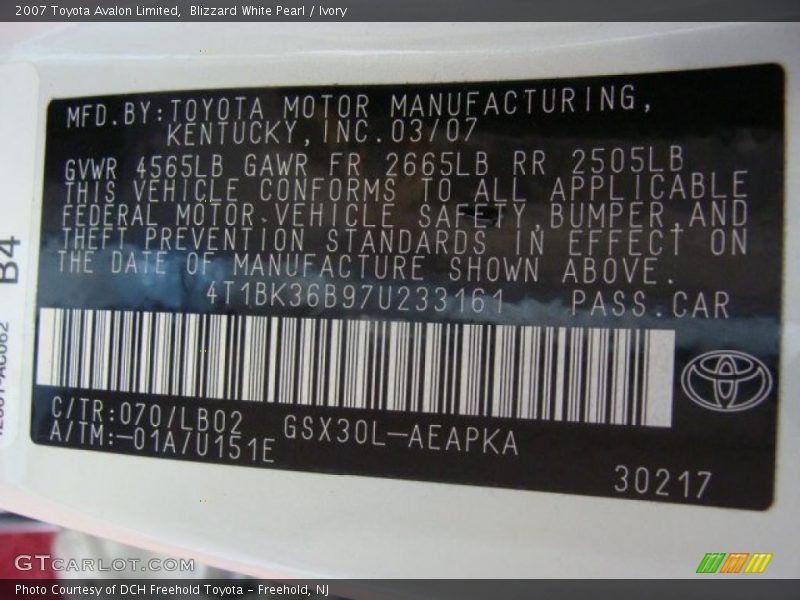 2007 Toyota Avalon Limited, Blizzard White Pearl / Ivory
MFD.BY:TOYOTA MOTOR MANUFACTURING,
KENTUCKY,INC.03/07
GVWR 4565LB GAWR FR 2665LB RR 2505LB
THIS VEHICLE CONFORMS TO ALL APPLICABLE
FEDERAL MOTOR VEHICLE SAFETY,BUMPER AND
THEFT PREVENTION STANDARDS IN EFFECT ON
THE DATE OF MANUFACTURE SHOWN ABOVE.
4T1BK36B97U233161 PASS.CAR
C/TR:070/LB02 GSX30L-AEAPKA
A/TM:-01A/U151E
30217
B4
GTCARLOT.COM
Photo Courtesy of DCH Freehold Toyota - Freehold, NJ